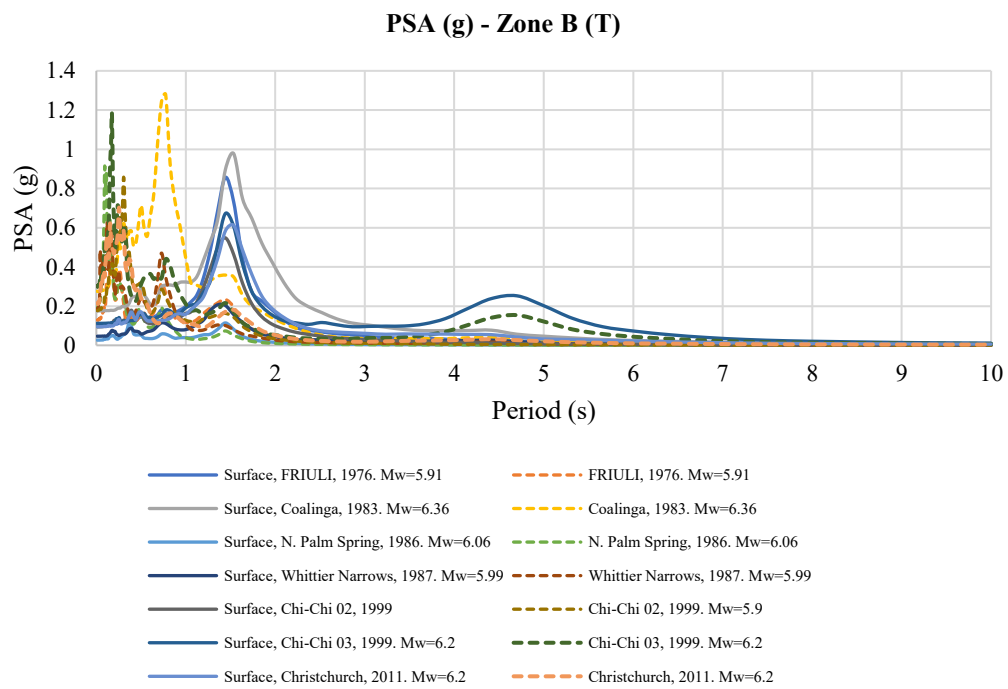 PSA (g) - Zone B (T)
1.4
1.2
1
0.8
0.6
0.4
0.2
0
PSA (g)
0 1 2 3 4 5 6 7 8 9 10
Period (s)
Surface, FRIULI, 1976. Mw=5.91 FRIULI, 1976. Mw=5.91
Surface, Coalinga, 1983. Mw=6.36 Coalinga, 1983. Mw=6.36
Surface, N. Palm Spring, 1986. Mw=6.06 N. Palm Spring, 1986. Mw=6.06
Surface, Whittier Narrows, 1987. Mw=5.99 Whittier Narrows, 1987. Mw=5.99
Surface, Chi-Chi 02, 1999 Chi-Chi 02, 1999. Mw=5.9
Surface, Chi-Chi 03, 1999. Mw=6.2 Chi-Chi 03, 1999. Mw=6.2
Surface, Christchurch, 2011. Mw=6.2 Christchurch, 2011. Mw=6.2